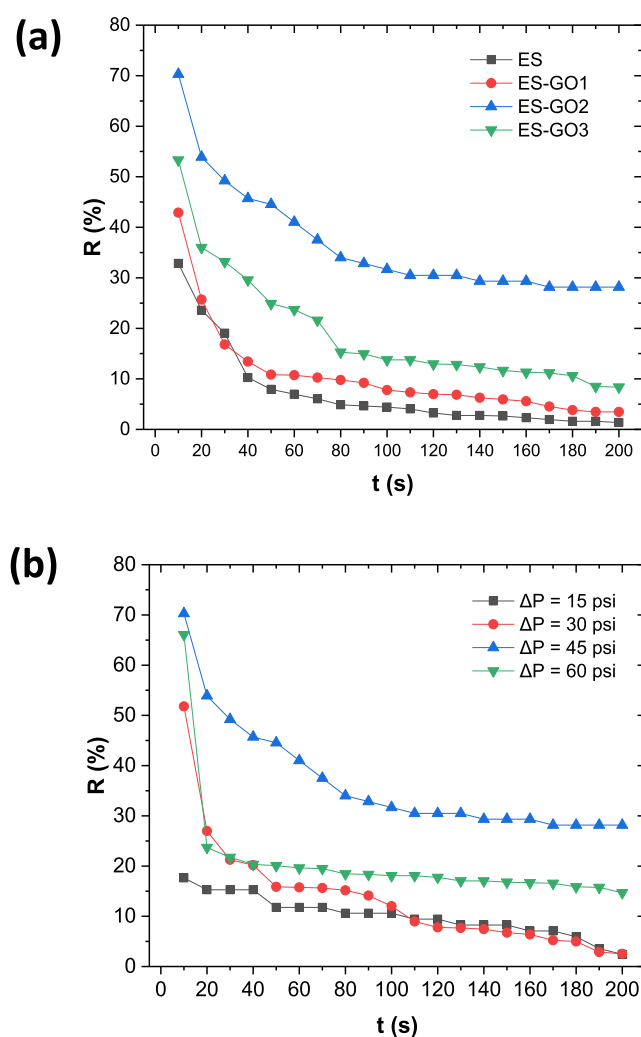 (a)
80
70
60
50
40
30
20
10
0
R (%)
ES
ES-GO1
ES-GO2
ES-GO3
0 20 40 60 80 100 120 140 160 180 200
t (s)
(b)
80
70
60
50
40
30
20
10
0
R (%)
ΔP = 15 psi
ΔP = 30 psi
ΔP = 45 psi
ΔP = 60 psi
0 20 40 60 80 100 120 140 160 180 200
t (s)